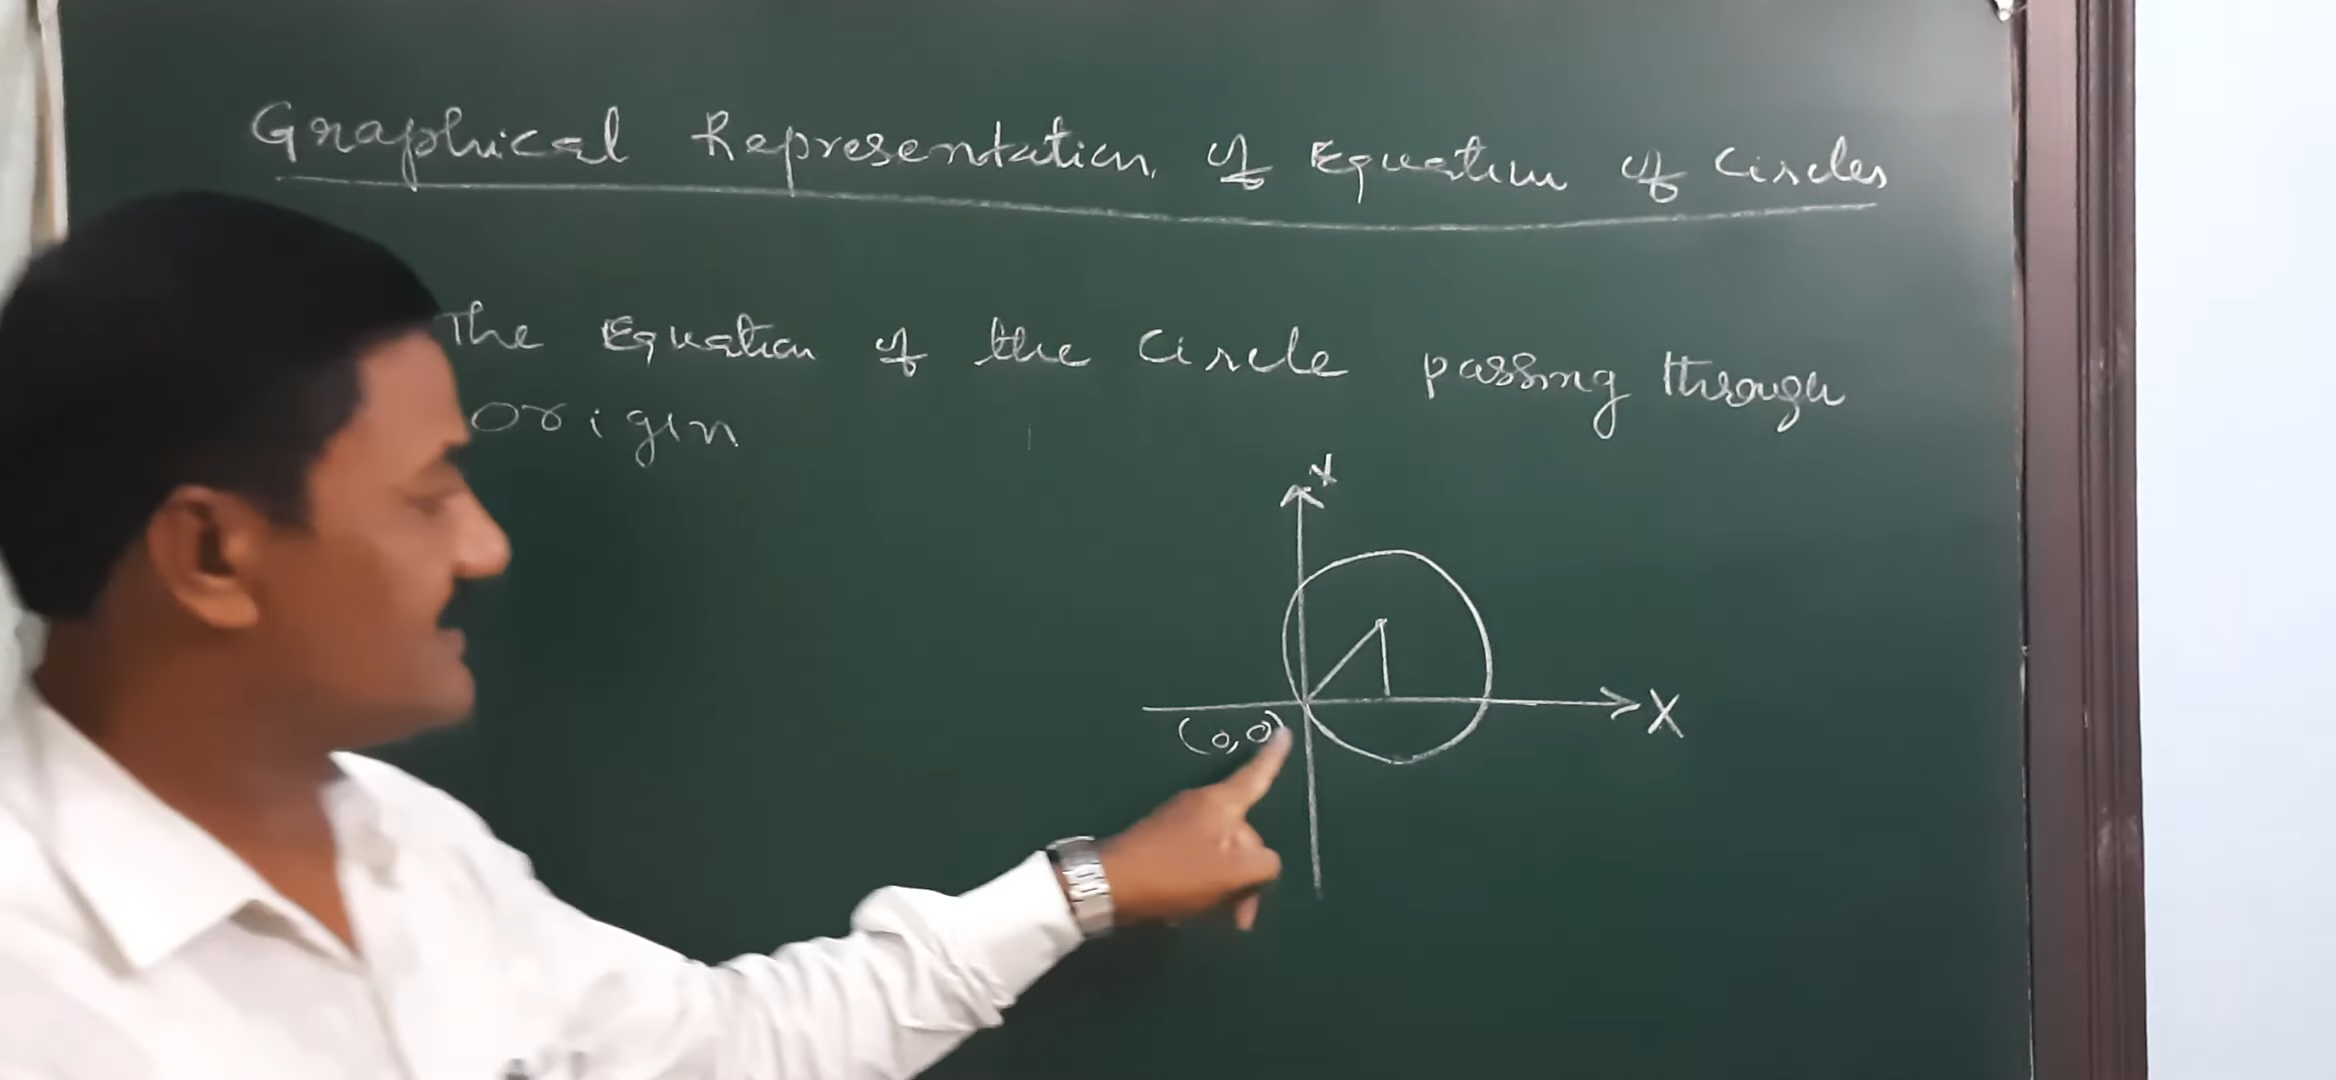 Graphical Representation of Equation of Circles
The Equation of the Circle passing through
origin
Y
X
(0,0)